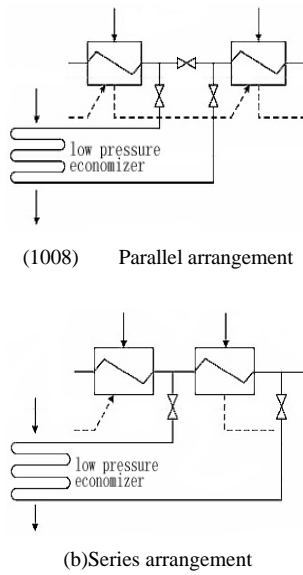 low pressure
economizer
(1008) Parallel arrangement
low pressure
economizer
(b)Series arrangement